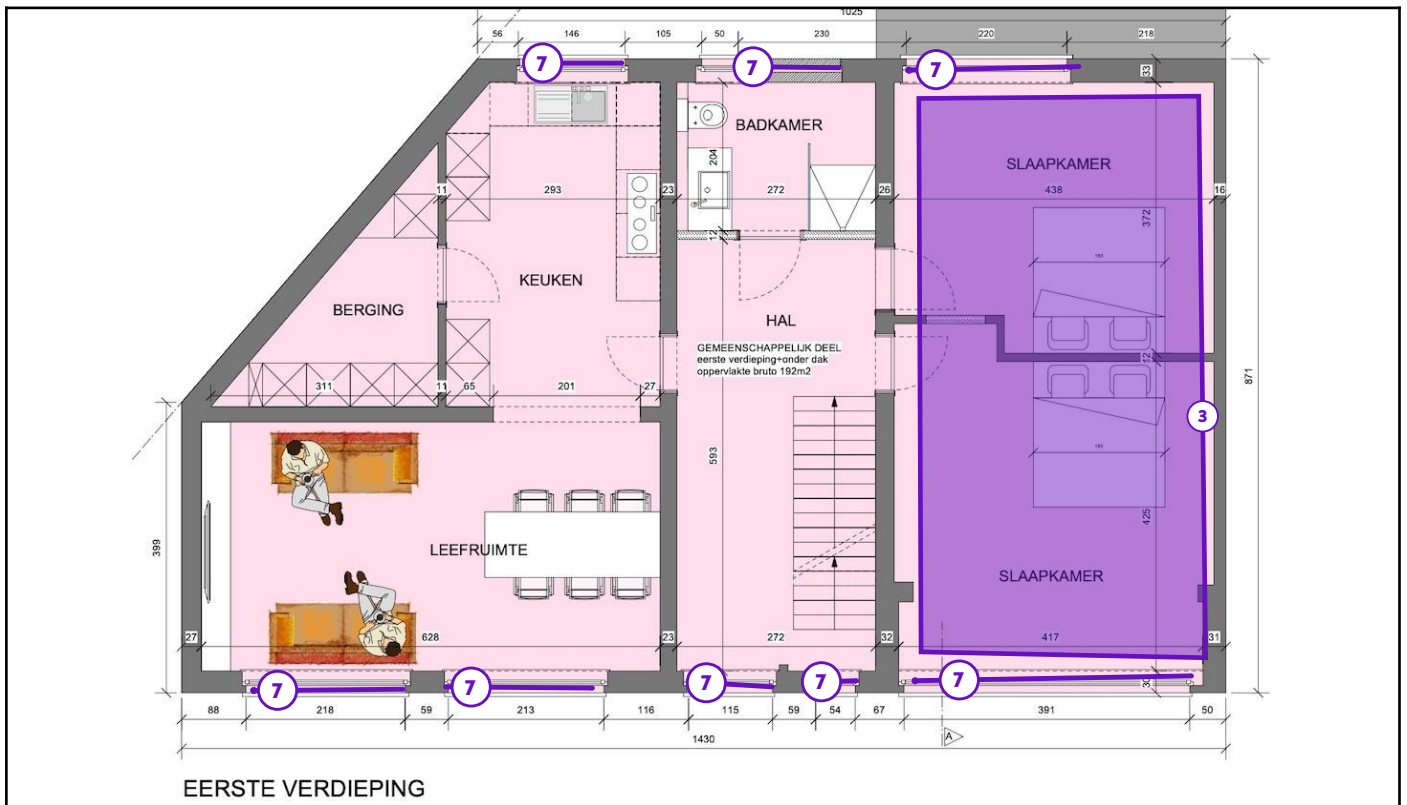 1025
56 146 105 50 230 220 218
7 7 7
33
BADKAMER
SLAAPKAMER
204
11 293 23 272 26 438 16
372
12
KEUKEN
HAL
BERGING
GEMEENSCHAPPELIJK DEEL
eerste verdieping+onder dak
oppervlakte bruto 192m2
12
871
311 11 65 201 27
3
593
399
425
LEEFRUIMTE
SLAAPKAMER
27 628 23 272 32 417 31
7 7 7 7 7
30
88 218 59 213 116 115 59 54 67 391 50
1430
A
EERSTE VERDIEPING